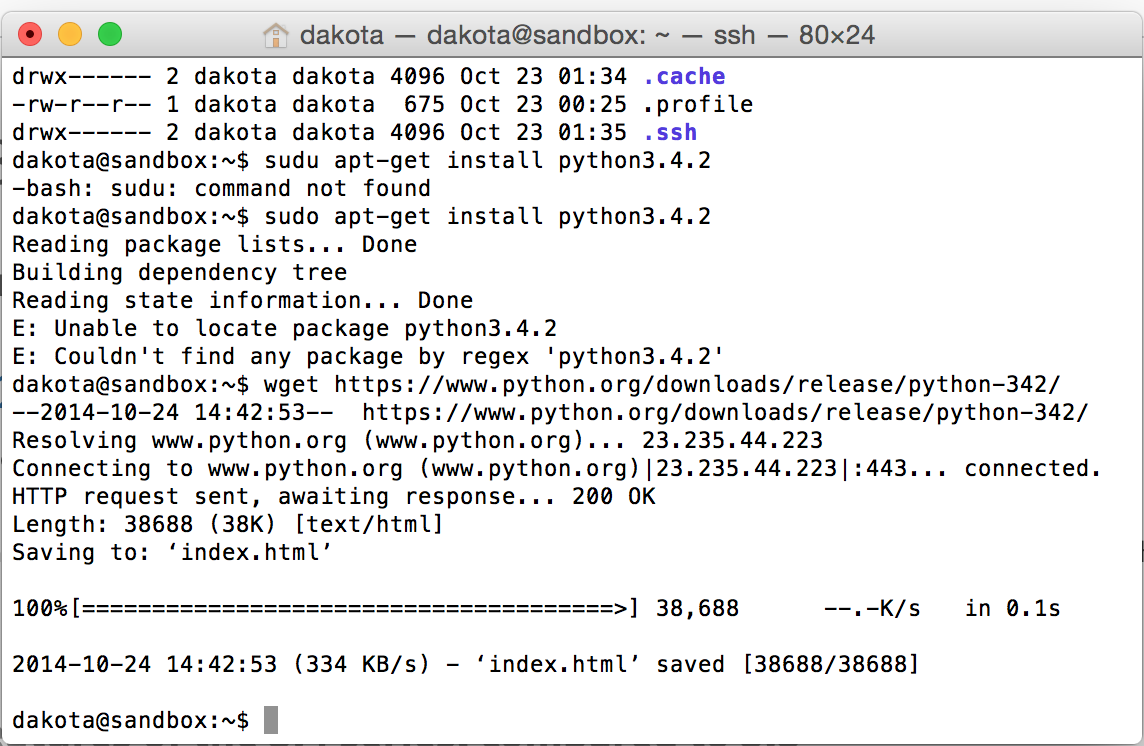 dakota — dakota@sandbox: ~ — ssh — 80×24
drwx------ 2 dakota dakota 4096 Oct 23 01:34 .cache
-rw-r--r-- 1 dakota dakota  675 Oct 23 00:25 .profile
drwx------ 2 dakota dakota 4096 Oct 23 01:35 .ssh
dakota@sandbox:~$ sudu apt-get install python3.4.2
-bash: sudu: command not found
dakota@sandbox:~$ sudo apt-get install python3.4.2
Reading package lists... Done
Building dependency tree
Reading state information... Done
E: Unable to locate package python3.4.2
E: Couldn't find any package by regex 'python3.4.2'
dakota@sandbox:~$ wget https://www.python.org/downloads/release/python-342/
--2014-10-24 14:42:53--  https://www.python.org/downloads/release/python-342/
Resolving www.python.org (www.python.org)... 23.235.44.223
Connecting to www.python.org (www.python.org)|23.235.44.223|:443... connected.
HTTP request sent, awaiting response... 200 OK
Length: 38688 (38K) [text/html]
Saving to: ‘index.html’
100%[======================================>] 38,688      --.-K/s   in 0.1s
2014-10-24 14:42:53 (334 KB/s) - ‘index.html’ saved [38688/38688]
dakota@sandbox:~$